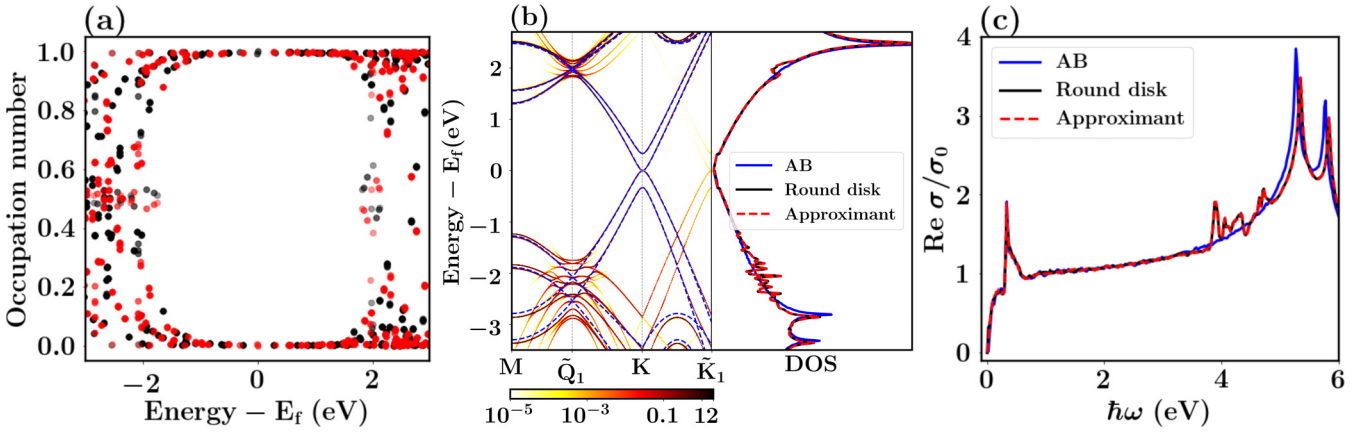 (a)
1.0
0.8
0.6
0.4
0.2
0.0
Occupation number
−2
0
2
Energy − E_f (eV)
(b)
2
1
0
−1
−2
−3
Energy − E_f(eV)
AB
Round disk
Approximant
M
Q̃₁
K
K̃₁
DOS
10⁻⁵
10⁻³
0.1
12
(c)
4
3
2
1
0
Re σ/σ₀
AB
Round disk
Approximant
0
2
4
6
ħω (eV)